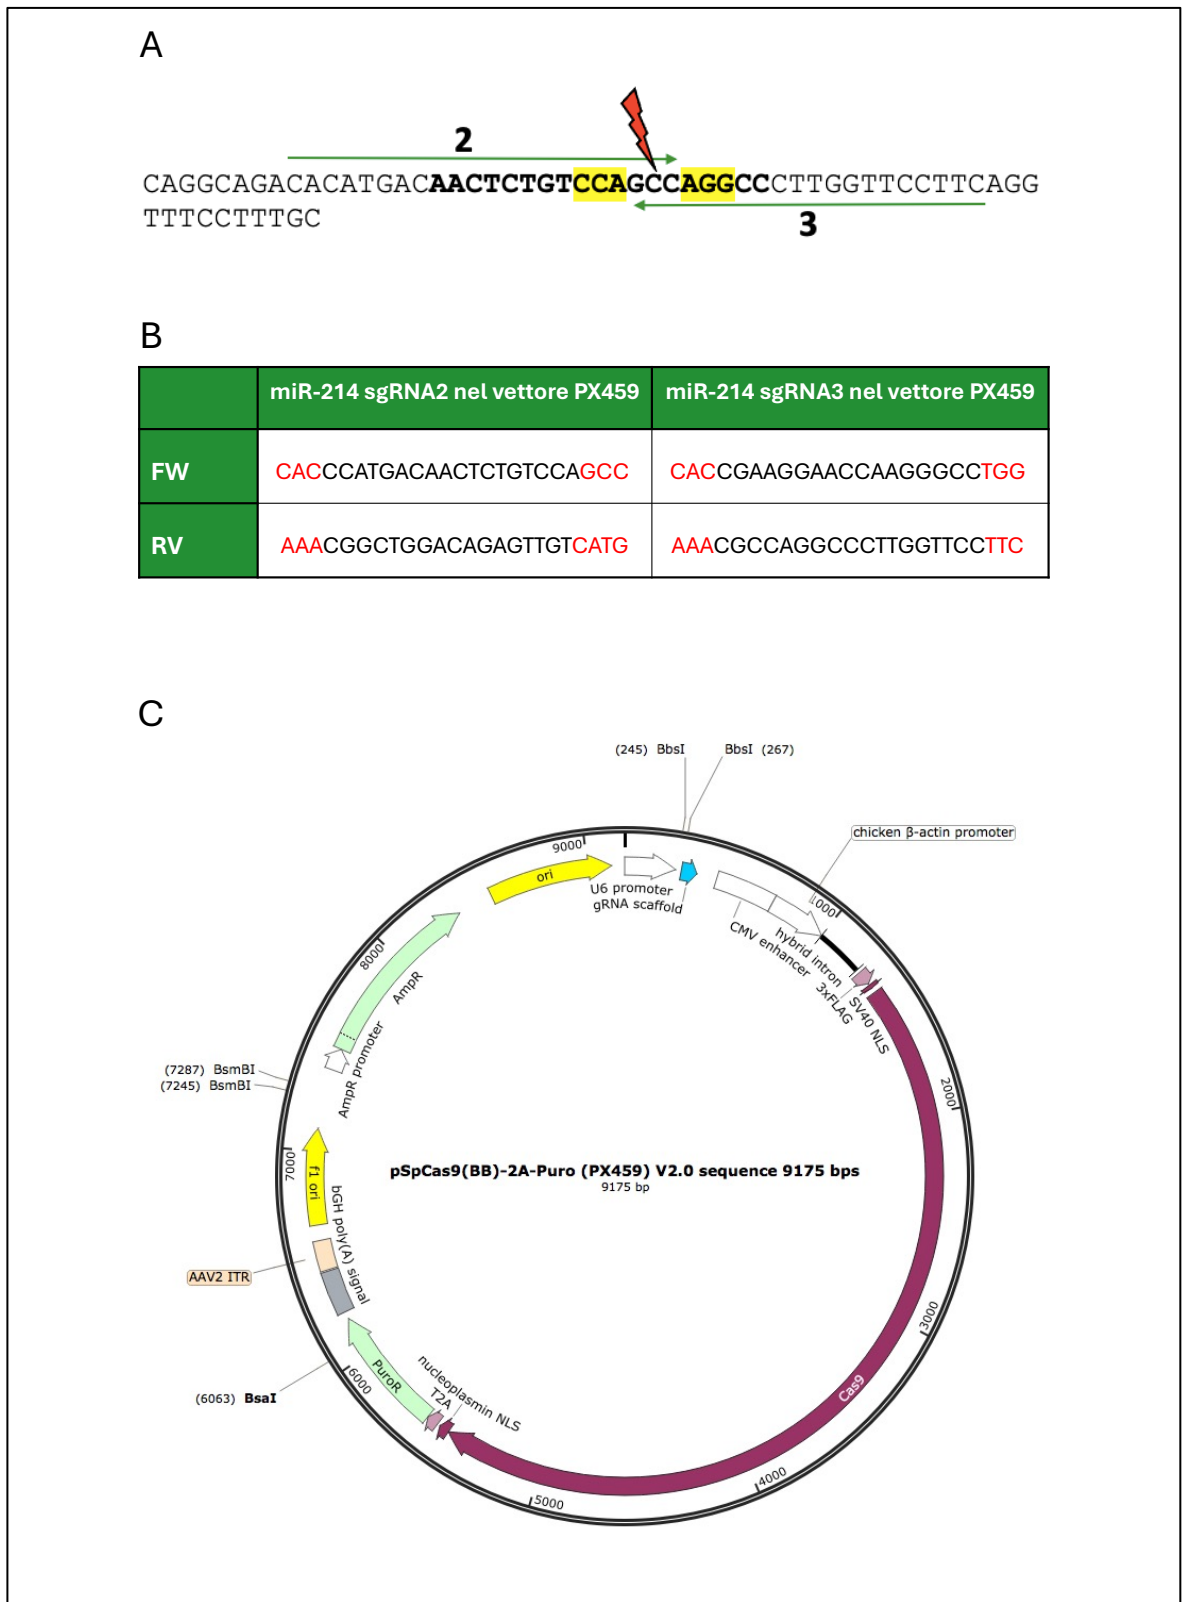 A
2
CAGGCAGACACATGACAACTCTGTCCAGCCAGGCCCTTGGTTCCTTCAGG
TTTCCTTTGC
3
B
miR-214 sgRNA2 nel vettore PX459 miR-214 sgRNA3 nel vettore PX459
FW CACCCATGACAACTCTGTCCAGCC CACCGAAGGAACCAAGGGCCTGG
RV AAACGGCTGGACAGAGTTGTCATG AAACGCCAGGCCCTTGGTTCCTTC
C
(245) BbsI BbsI (267)
chicken β-actin promoter
9000
ori
U6 promoter
gRNA scaffold
1000
CMV enhancer
hybrid intron
3xFLAG
SV40 NLS
8000
AmpR
AmpR promoter
(7287) BsmBI
(7245) BsmBI
2000
7000
f1 ori
pSpCas9(BB)-2A-Puro (PX459) V2.0 sequence 9175 bps
9175 bp
bGH poly(A) signal
AAV2 ITR
3000
6000
PuroR
nucleoplasmin NLS
T2A
(6063) BsaI
Cas9
4000
5000